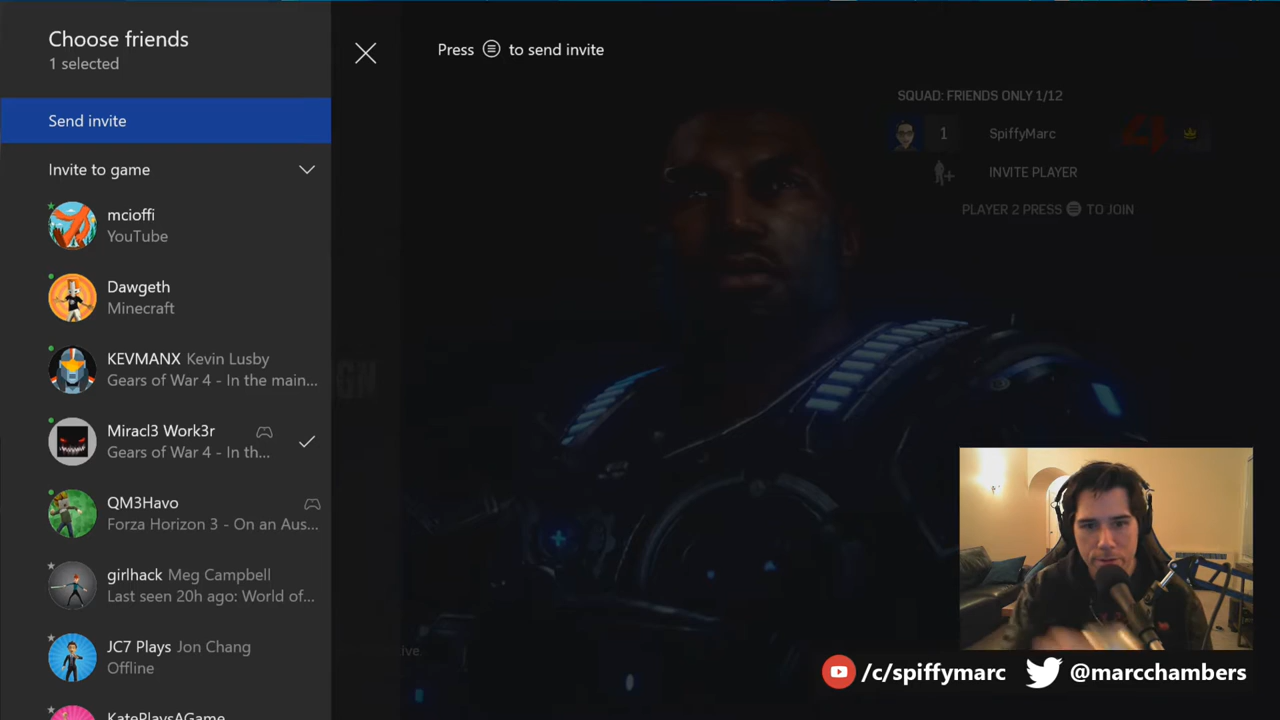 Choose friends
1 selected
Send invite
Invite to game
mcioffi
YouTube
Dawgeth
Minecraft
KEVMANX Kevin Lusby
Gears of War 4 - In the main...
Miracl3 Work3r
Gears of War 4 - In th...
QM3Havo
Forza Horizon 3 - On an Aus...
girlhack Meg Campbell
Last seen 20h ago: World of...
JC7 Plays Jon Chang
Offline
KatePlaysAGame
Press to send invite
SQUAD: FRIENDS ONLY 1/12
1 SpiffyMarc
4
INVITE PLAYER
PLAYER 2 PRESS TO JOIN
/c/spiffymarc @marcchambers